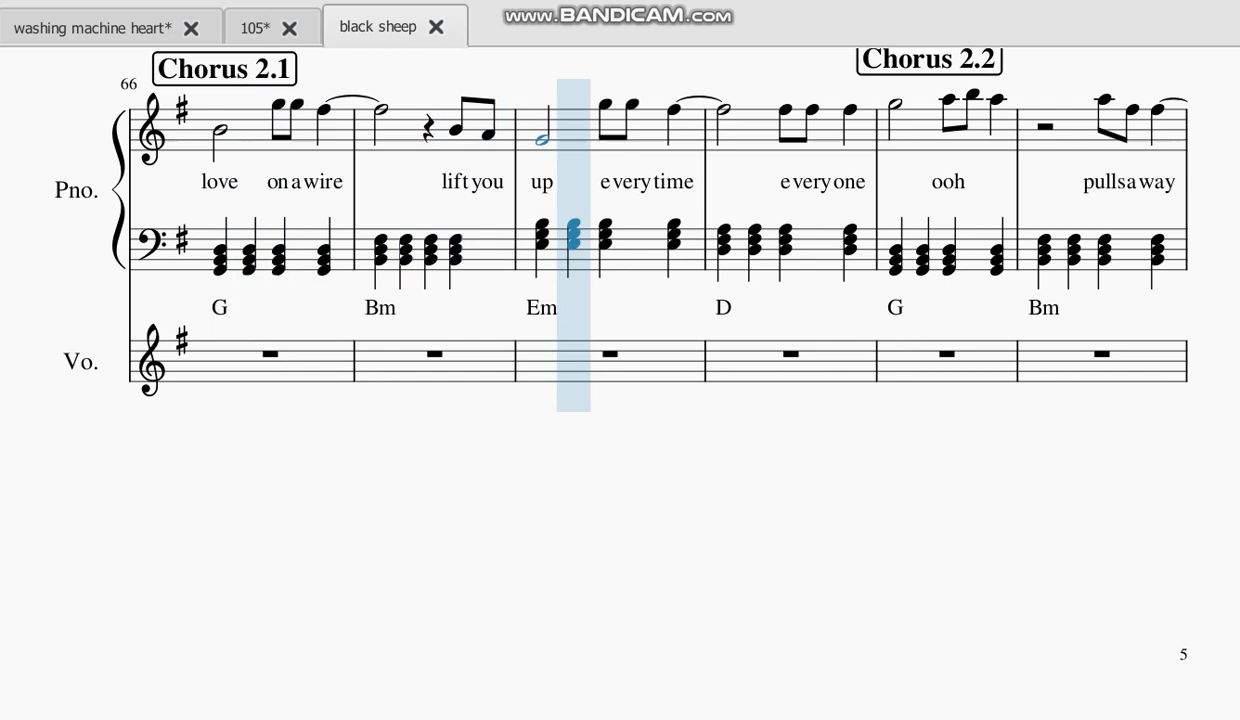 www.BANDICAM.com
washing machine heart* 105* black sheep
Chorus 2.1 Chorus 2.2
66
love on a wire lift you up every time every one ooh pulls a way
Pno.
G Bm Em D G Bm
Vo.
5